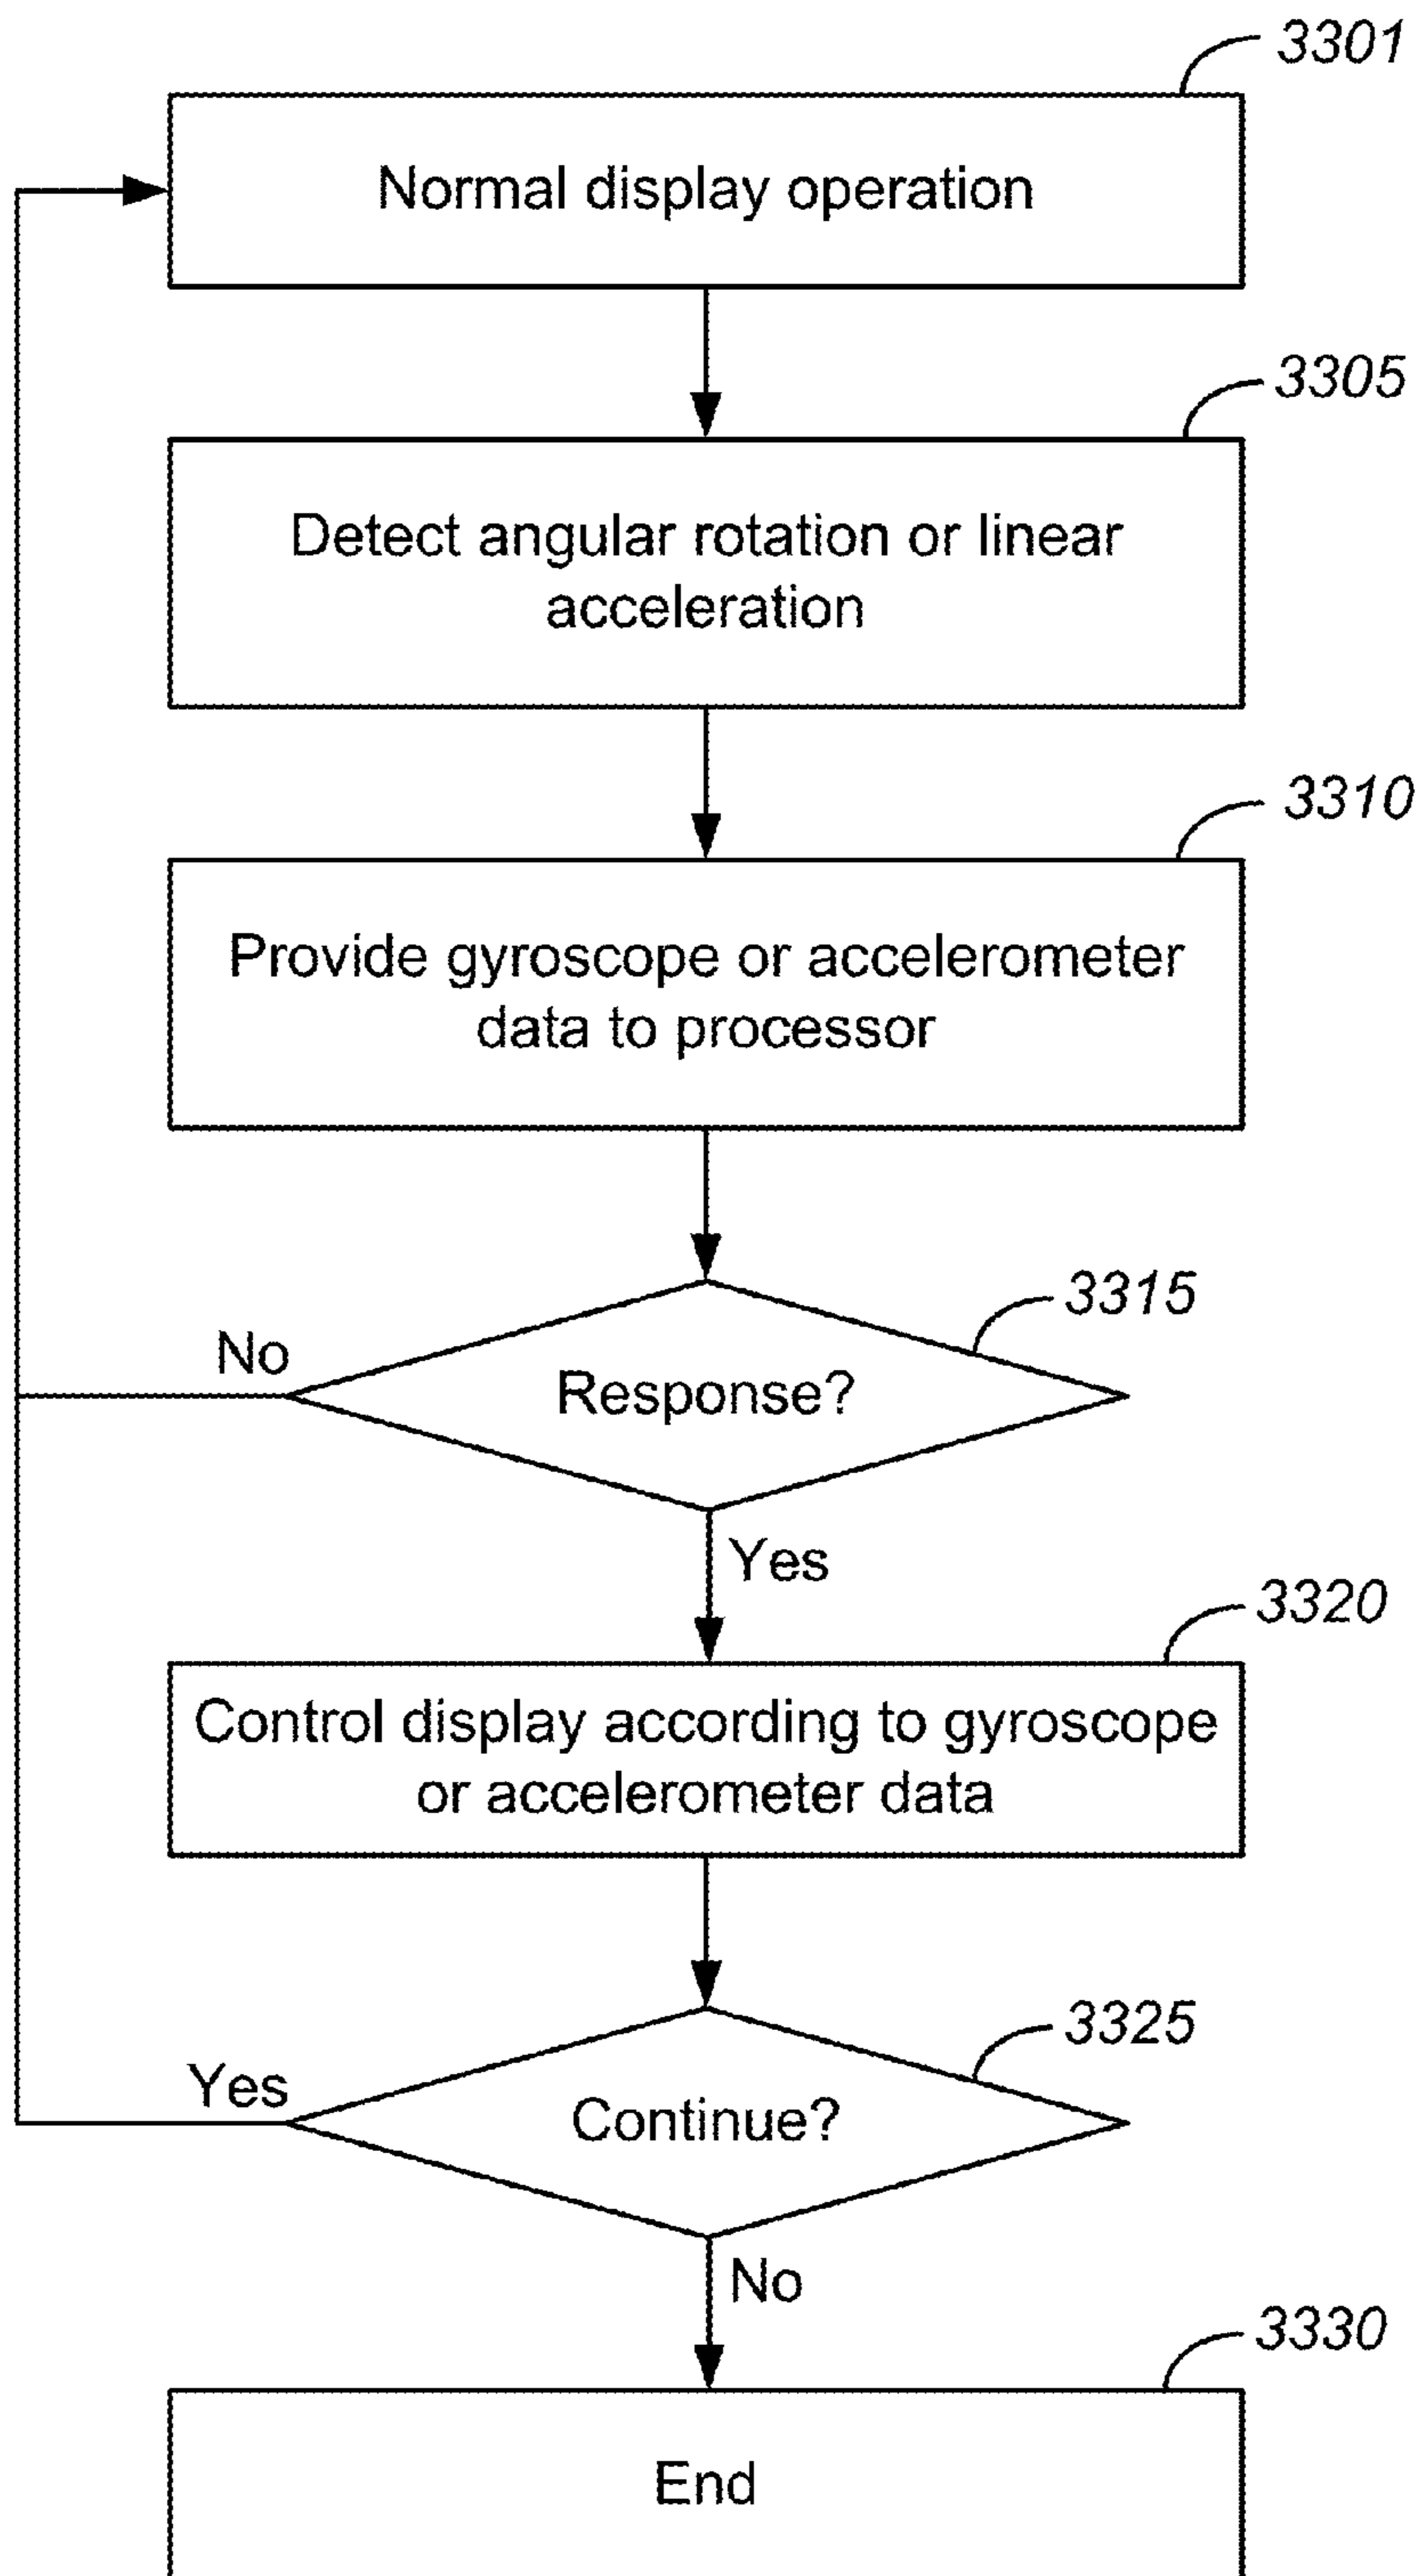 3301
Normal display operation
3305
Detect angular rotation or linear
acceleration
3310
Provide gyroscope or accelerometer
data to processor
3315
No
Response?
Yes
3320
Control display according to gyroscope
or accelerometer data
3325
Yes
Continue?
No
3330
End